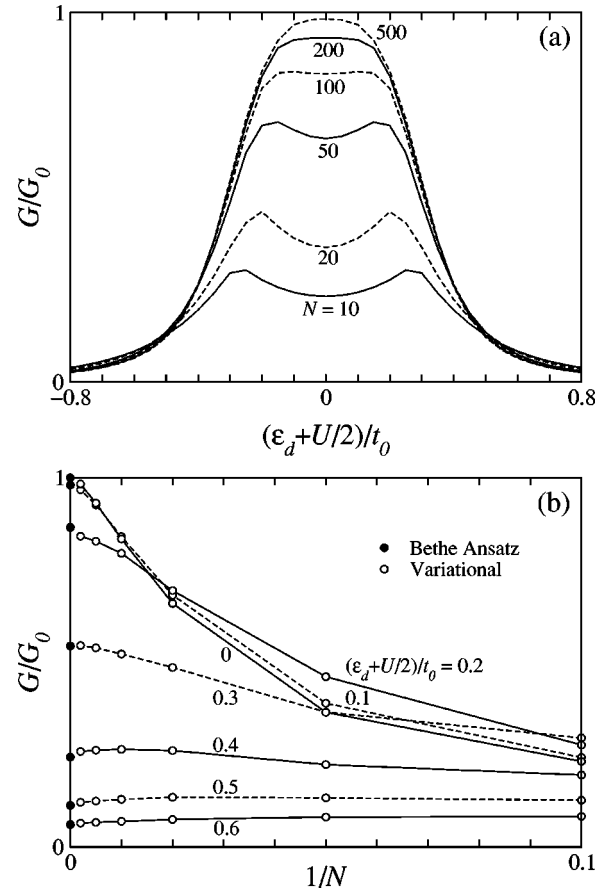 1
(a)
500
200
100
50
20
N = 10
G/G₀
0
−0.8
0
0.8
(ε_d+U/2)/t₀
1
(b)
Bethe Ansatz
Variational
0
(ε_d+U/2)/t₀ = 0.2
0.1
0.3
0.4
0.5
0.6
G/G₀
0
0
0.1
1/N